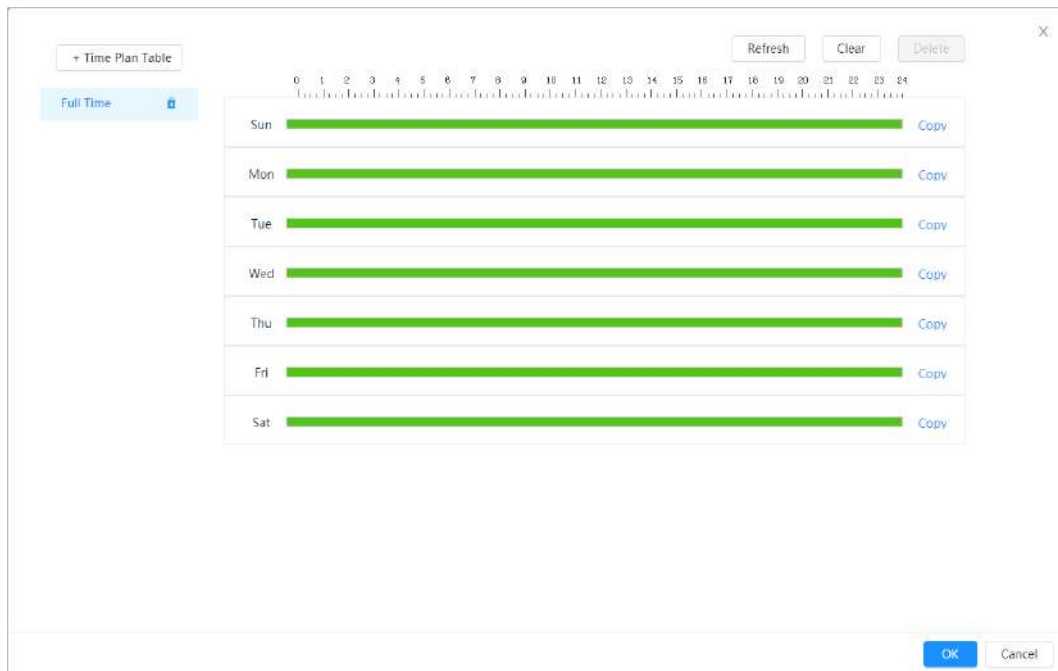 + Time Plan Table
Refresh Clear Delete
Full Time
0 1 2 3 4 5 6 7 8 9 10 11 12 13 14 15 16 17 18 19 20 21 22 23 24
Sun Copy
Mon Copy
Tue Copy
Wed Copy
Thu Copy
Fri Copy
Sat Copy
OK Cancel